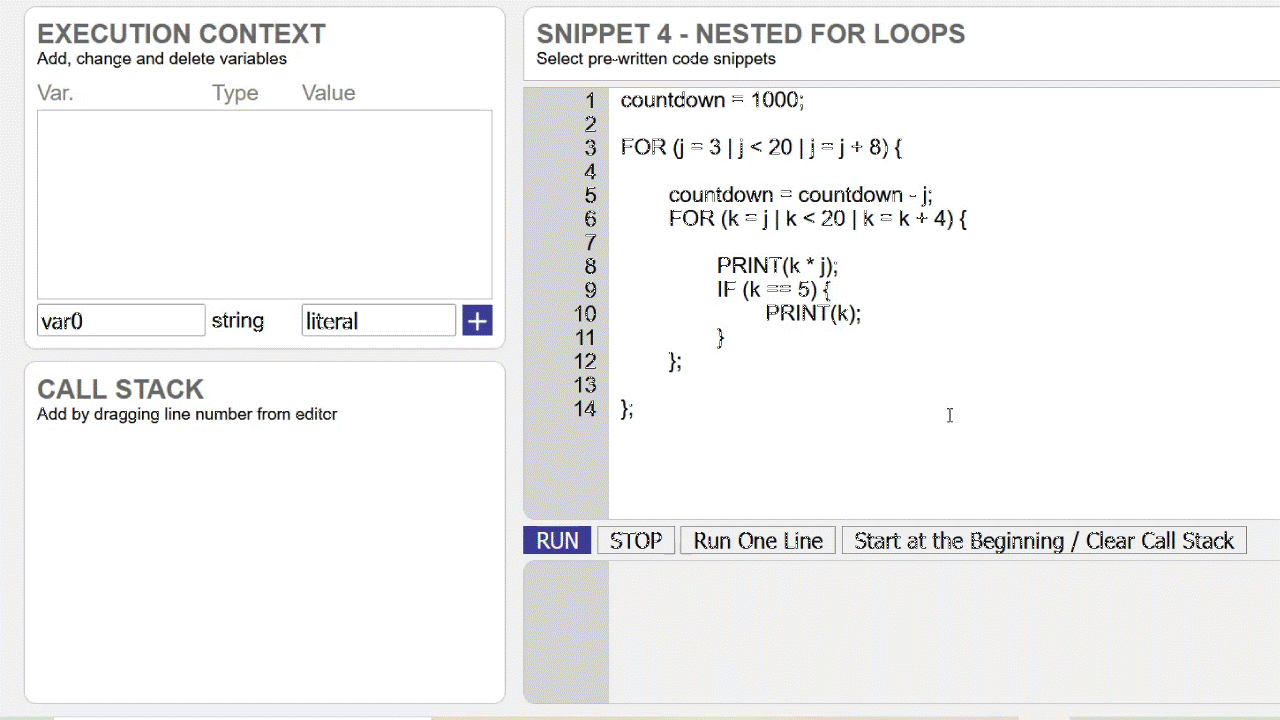 EXECUTION CONTEXT
Add, change and delete variables
Var. Type Value
var0 string literal +
CALL STACK
Add by dragging line number from editor
SNIPPET 4 - NESTED FOR LOOPS
Select pre-written code snippets
1 countdown = 1000;
2
3 FOR (j = 3 | j < 20 | j = j + 8) {
4
5 countdown = countdown - j;
6 FOR (k = j | k < 20 | k = k + 4) {
7
8 PRINT(k * j);
9 IF (k == 5) {
10 PRINT(k);
11 }
12 };
13
14 };
RUN STOP Run One Line Start at the Beginning / Clear Call Stack